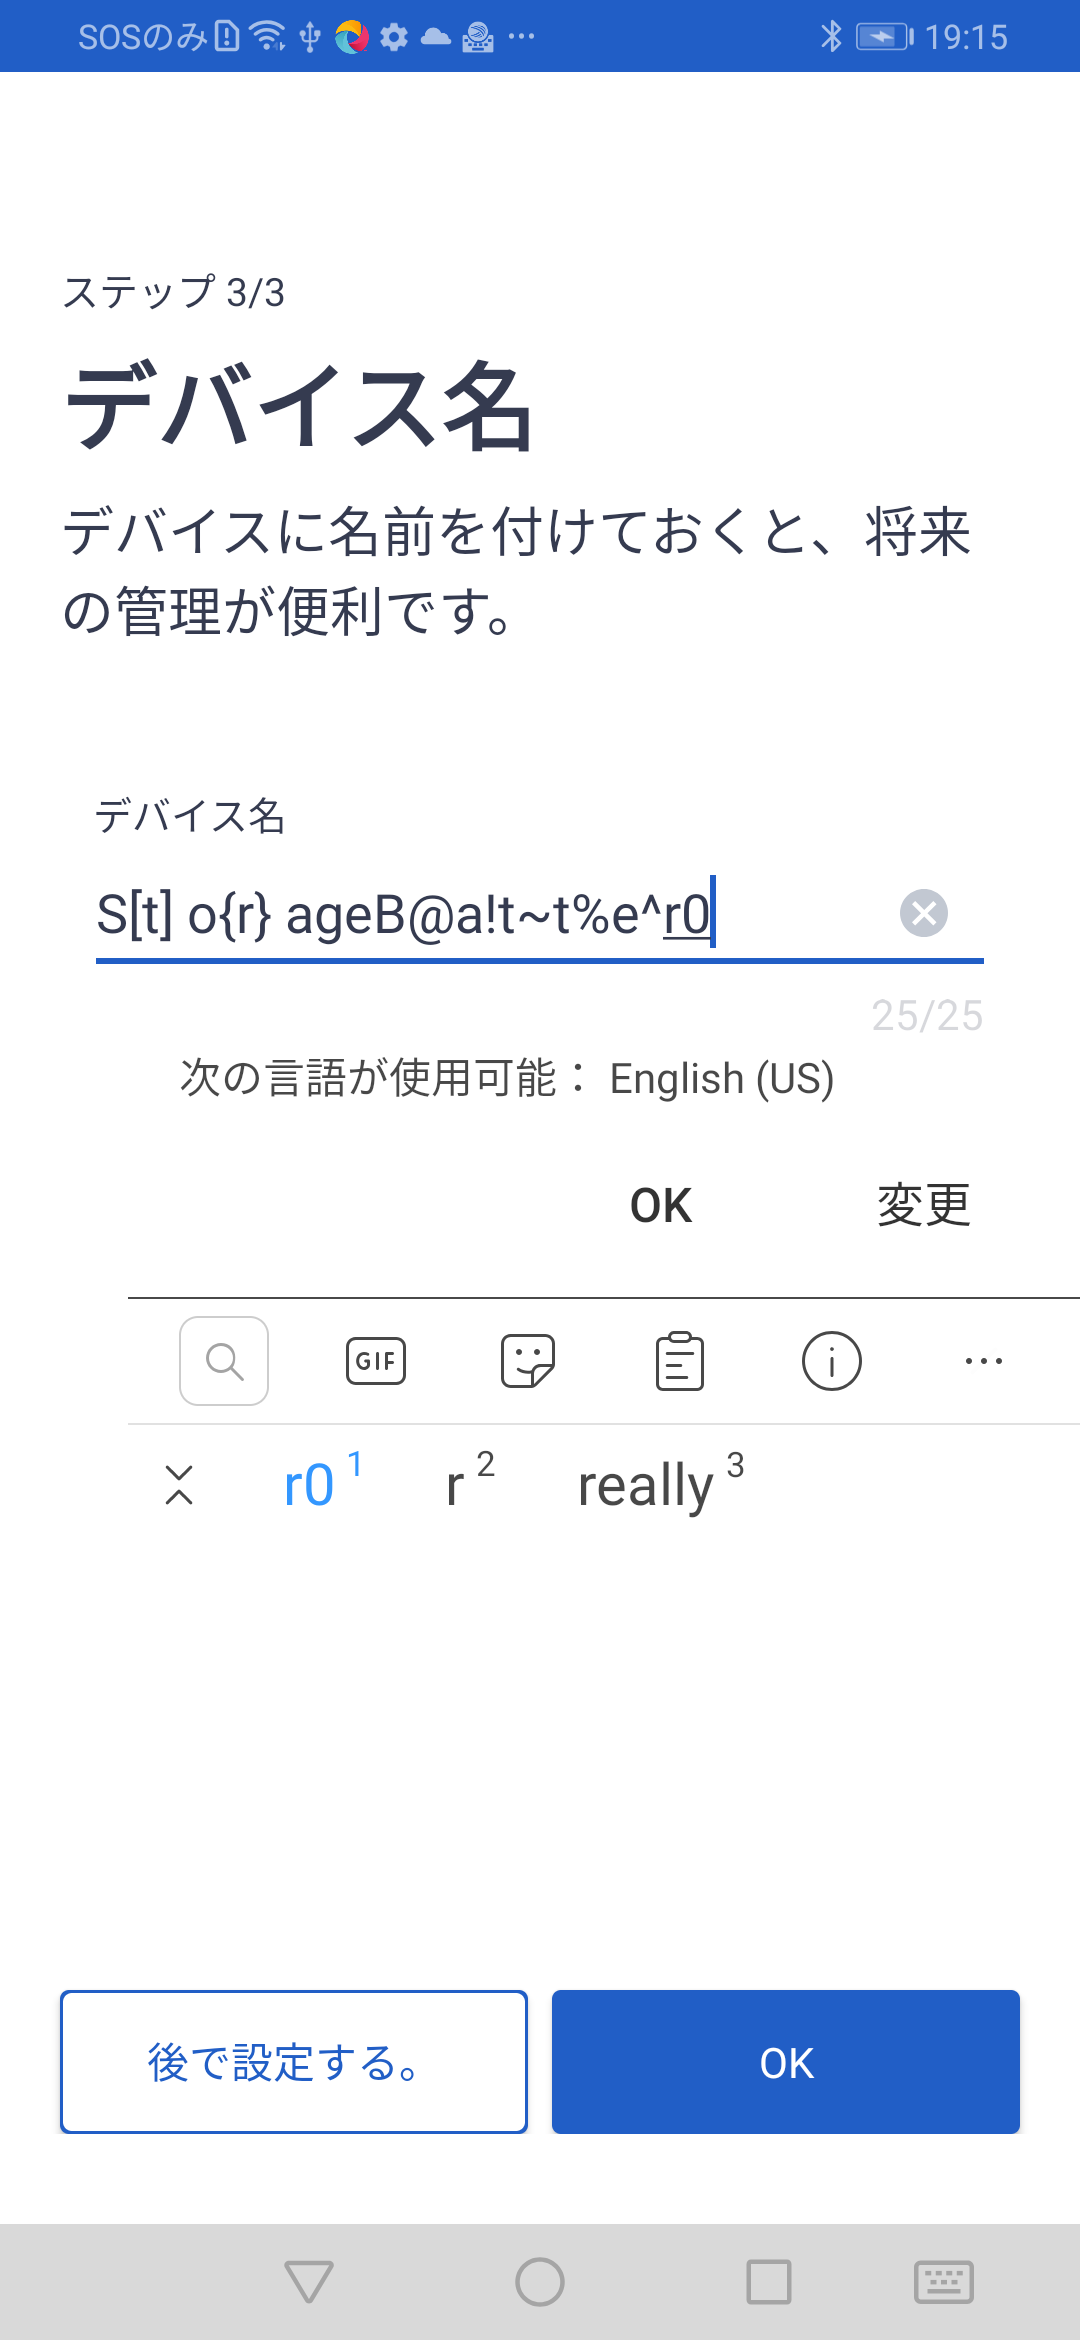 SOSのみ 19:15
ステップ 3/3
デバイス名
デバイスに名前を付けておくと、将来
の管理が便利です。
デバイス名
S[t] o{r} ageB@a!t~t%e^r0
25/25
次の言語が使用可能： English (US)
OK 変更
GIF
r0 1 r 2 really 3
後で設定する。 OK